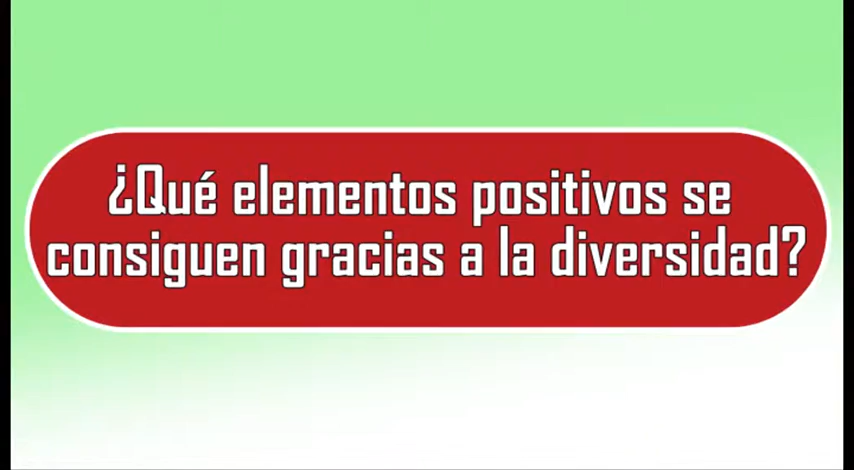 ¿Qué elementos positivos se
consiguen gracias a la diversidad?